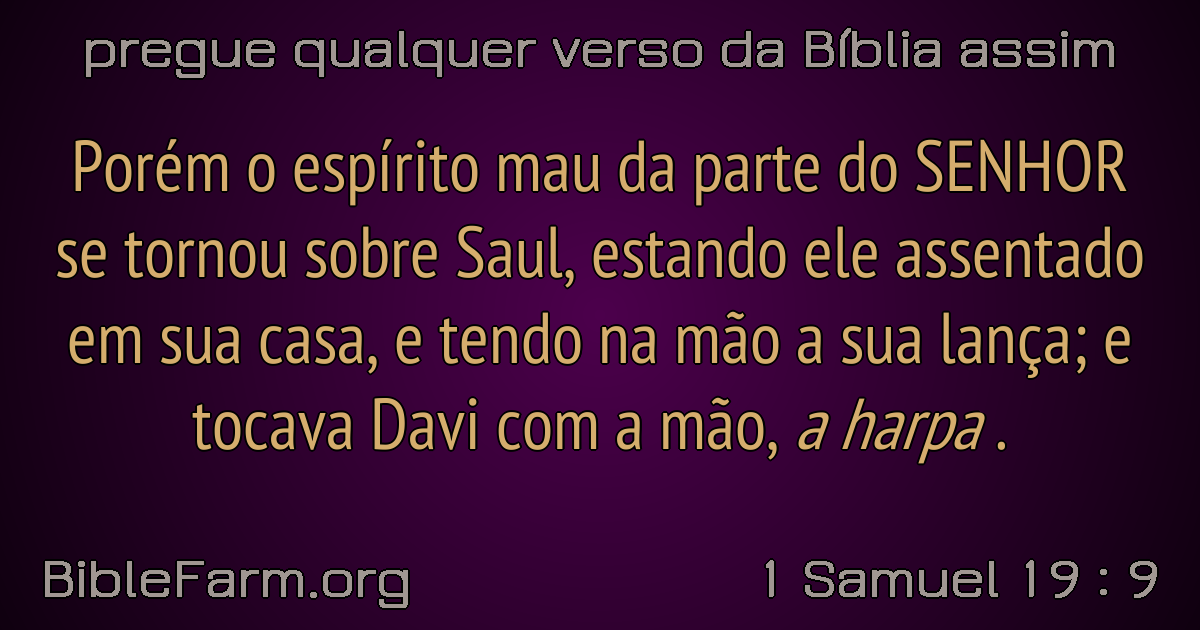 pregue qualquer verso da Bíblia assim
Porém o espírito mau da parte do SENHOR
se tornou sobre Saul, estando ele assentado
em sua casa, e tendo na mão a sua lança; e
tocava Davi com a mão, a harpa .
BibleFarm.org
1 Samuel 19 : 9